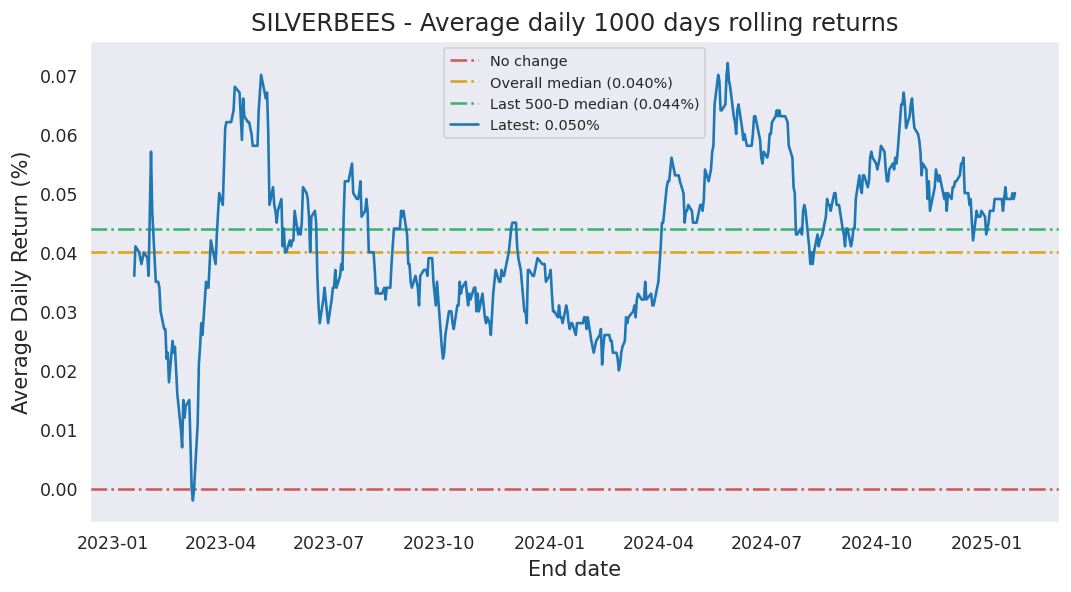 SILVERBEES - Average daily 1000 days rolling returns
No change
Overall median (0.040%)
Last 500-D median (0.044%)
Latest: 0.050%
Average Daily Return (%)
0.07
0.06
0.05
0.04
0.03
0.02
0.01
0.00
2023-01 2023-04 2023-07 2023-10 2024-01 2024-04 2024-07 2024-10 2025-01
End date